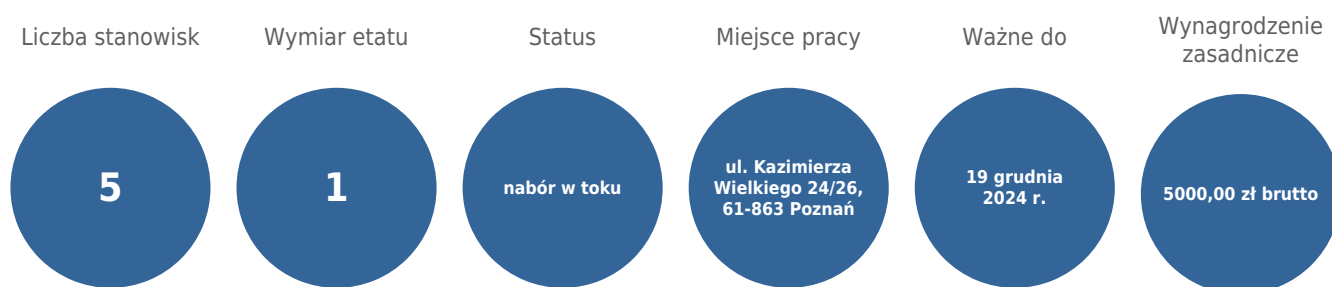 Liczba stanowisk
5
Wymiar etatu
1
Status
nabór w toku
Miejsce pracy
ul. Kazimierza
Wielkiego 24/26,
61-863 Poznań
Ważne do
19 grudnia
2024 r.
Wynagrodzenie
zasadnicze
5000,00 zł brutto